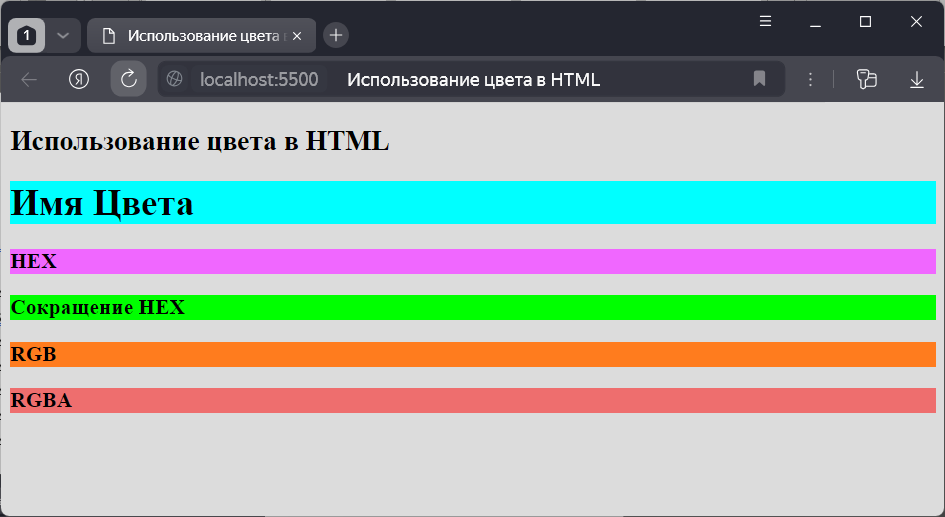 1
Использование цвета в
Я
localhost:5500 Использование цвета в HTML
Использование цвета в HTML
Имя Цвета
HEX
Сокращение HEX
RGB
RGBA